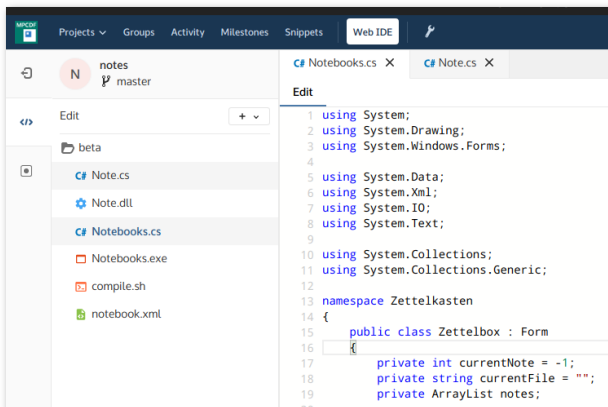 MPCDF
Projects Groups Activity Milestones Snippets Web IDE
N notes
master
Edit
beta
C# Note.cs
Note.dll
C# Notebooks.cs
Notebooks.exe
compile.sh
notebook.xml
C# Notebooks.cs C# Note.cs
Edit
1 using System;
2 using System.Drawing;
3 using System.Windows.Forms;
4
5 using System.Data;
6 using System.Xml;
7 using System.IO;
8 using System.Text;
9
10 using System.Collections;
11 using System.Collections.Generic;
12
13 namespace Zettelkasten
14 {
15 public class Zettelbox : Form
16 {
17 private int currentNote = -1;
18 private string currentFile = "";
19 private ArrayList notes;